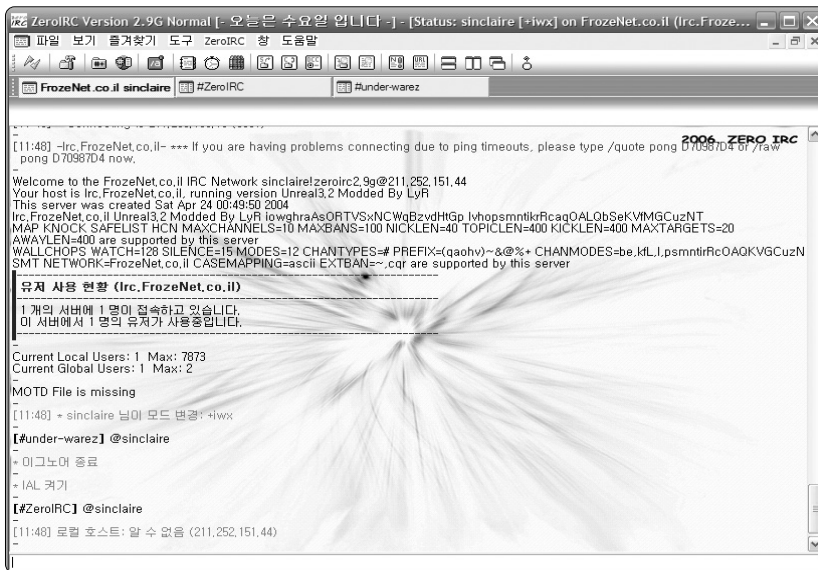 ZeroIRC Version 2.9G Normal [- 오늘은 수요일 입니다 -] - [Status: sinclaire [+iwx] on FrozeNet.co.il (Irc.Froze...
파일 보기 즐겨찾기 도구 ZeroIRC 창 도움말
FrozeNet.co.il sinclaire #ZeroIRC #under-warez
2006 ZERO IRC
[11:48] -Irc.FrozeNet.co.il- *** If you are having problems connecting due to ping timeouts, please type /quote pong D70987D4 or /raw
pong D70987D4 now.
-
Welcome to the FrozeNet.co.il IRC Network sinclaire!zeroirc2.9g@211.252.151.44
Your host is Irc.FrozeNet.co.il, running version Unreal3.2 Modded By LyR
This server was created Sat Apr 24 00:49:50 2004
Irc.FrozeNet.co.il Unreal3.2 Modded By LyR iowghraAsORTVSxNCWqBzvdHtGp lvhopsmntikrRcaqOALQbSeKVfMGCuzNT
MAP KNOCK SAFELIST HCN MAXCHANNELS=10 MAXBANS=100 NICKLEN=40 TOPICLEN=400 KICKLEN=400 MAXTARGETS=20
AWAYLEN=400 are supported by this server
WALLCHOPS WATCH=128 SILENCE=15 MODES=12 CHANTYPES=# PREFIX=(qaohv)~&@%+ CHANMODES=be,kfL,l,psmntirRcOAQKVGCuzN
SMT NETWORK=FrozeNet.co.il CASEMAPPING=ascii EXTBAN=~,cqr are supported by this server
유저 사용 현황 (Irc.FrozeNet.co.il)
1 개의 서버에 1 명이 접속하고 있습니다.
이 서버에서 1 명의 유저가 사용중입니다.
-
Current Local Users: 1 Max: 7873
Current Global Users: 1 Max: 2
-
MOTD File is missing
-
[11:48] * sinclaire 님이 모드 변경: +iwx
-
[#under-warez] @sinclaire
-
* 이그노어 종료
-
* IAL 켜기
-
[#ZeroIRC] @sinclaire
-
[11:48] 로컬 호스트: 알 수 없음 (211.252.151.44)
-